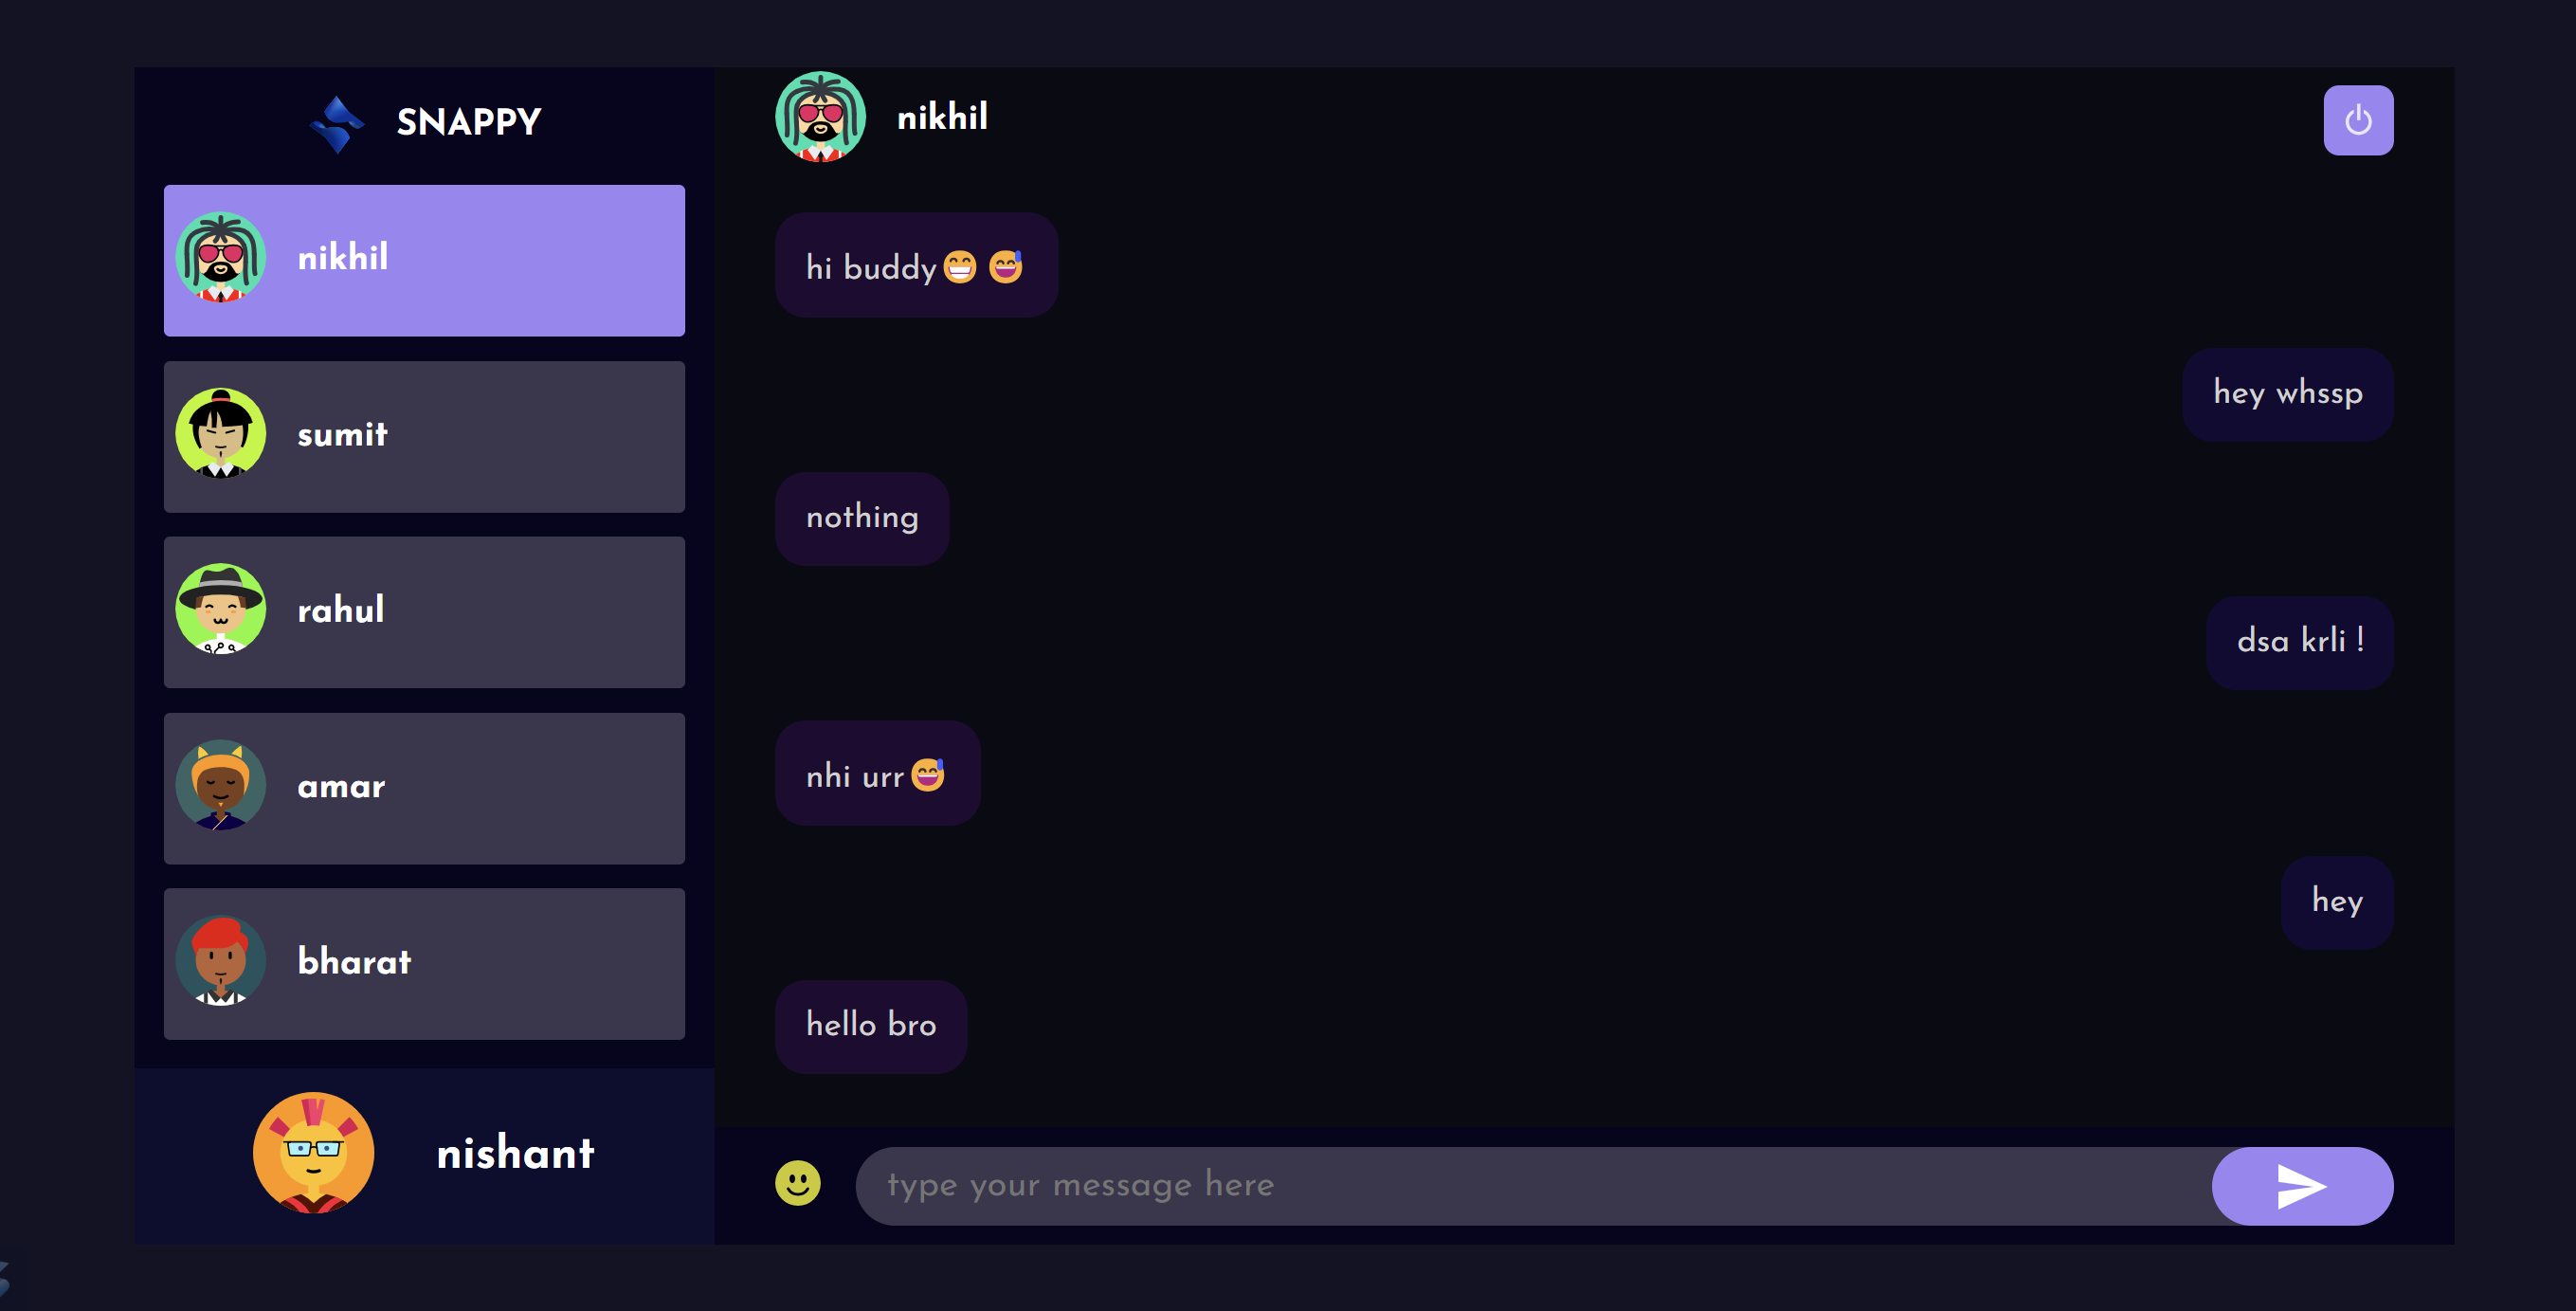 SNAPPY
nikhil
sumit
rahul
amar
bharat
nishant
nikhil
hi buddy😁 😅
hey whssp
nothing
dsa krli !
nhi urr😅
hey
hello bro
type your message here